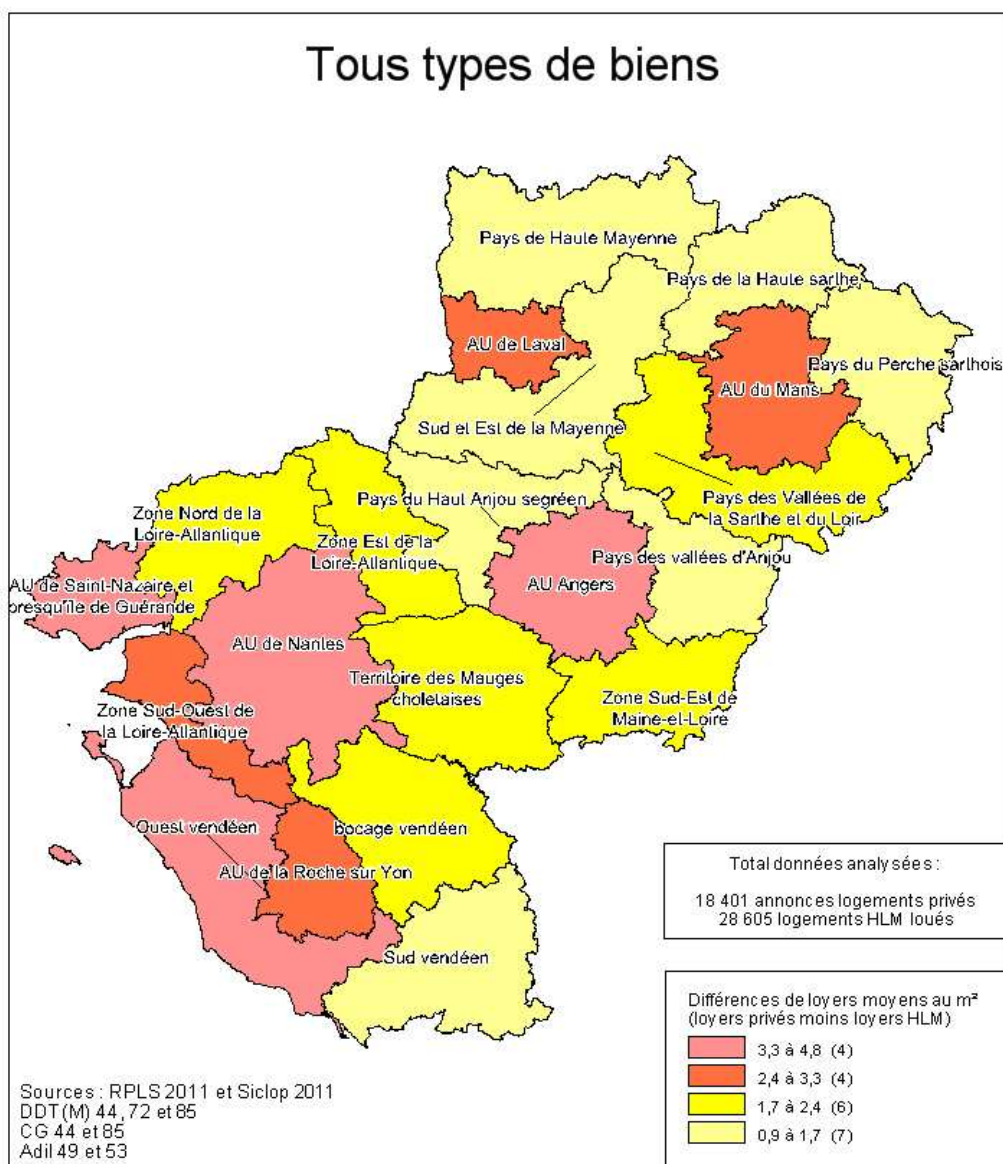 Tous types de biens
Pays de Haute Mayenne
Pays de la Haute sarthe
AU de Laval
Pays du Perche sarthois
AU du Mans
Sud et Est de la Mayenne
Pays du Haut Anjou segréen
Pays des Vallées de
la Sarthe et du Loir
Zone Nord de la
Loire-Atlantique
Zone Est de la
Loire-Atlantique
Pays des vallées d'Anjou
AU de Saint-Nazaire et
presqu'île de Guérande
AU Angers
AU de Nantes
Territoire des Mauges
choletaises
Zone Sud-Est de
Maine-et-Loire
Zone Sud-Ouest de
la Loire-Atlantique
Ouest vendéen
bocage vendéen
AU de la Roche sur Yon
Sud vendéen
Total données analysées :
18 401 annonces logements privés
28 605 logements HLM loués
Différences de loyers moyens au m²
(loyers privés moins loyers HLM)
3,3 à 4,8 (4)
2,4 à 3,3 (4)
1,7 à 2,4 (6)
0,9 à 1,7 (7)
Sources : RPLS 2011 et Siclop 2011
DDT(M) 44,72 et 85
CG 44 et 85
Adil 49 et 53